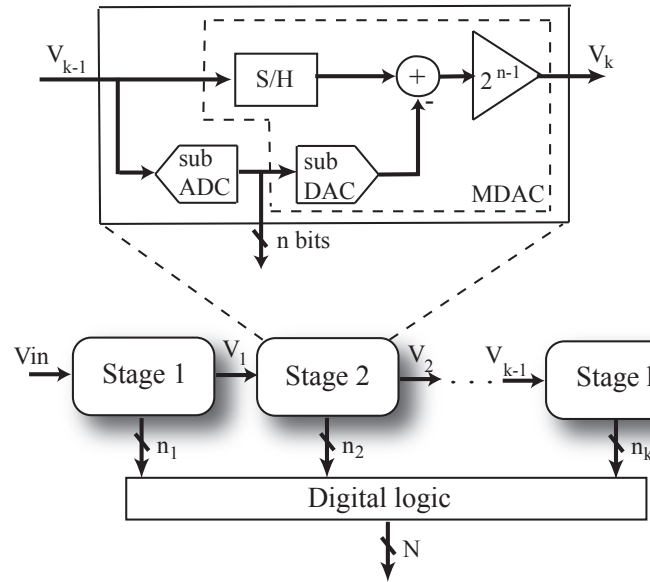 V_{k-1}
S/H
+
-
2^{n-1}
V_k
sub ADC
sub DAC
MDAC
n bits
Vin
Stage 1
V_1
Stage 2
V_2
. . . .
V_{k-1}
Stage
n_1
n_2
n_k
Digital logic
N